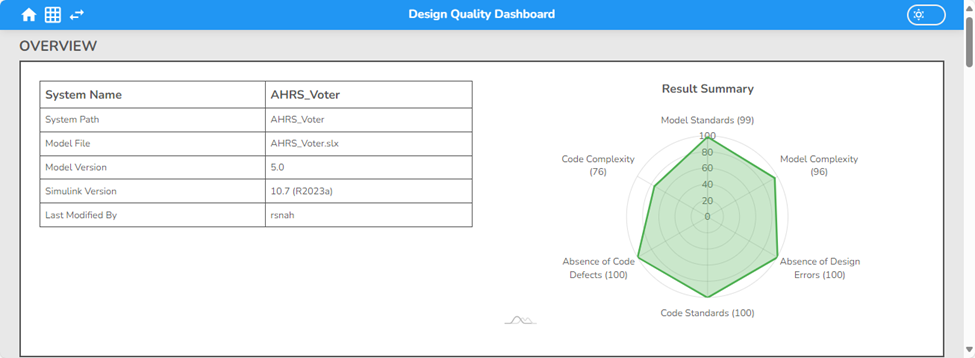 Design Quality Dashboard
OVERVIEW
System Name AHRS_Voter
System Path AHRS_Voter
Model File AHRS_Voter.slx
Model Version 5.0
Simulink Version 10.7 (R2023a)
Last Modified By rsnah
Result Summary
Model Standards (99)
100
80
60
40
20
0
Model Complexity
(96)
Absence of Design
Errors (100)
Code Standards (100)
Absence of Code
Defects (100)
Code Complexity
(76)